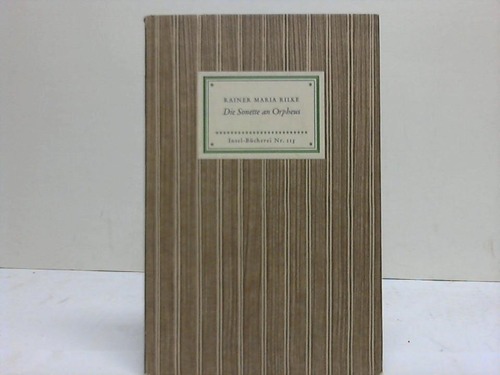 RAINER MARIA RILKE
Die Sonette an Orpheus
Insel-Bücherei Nr. 115